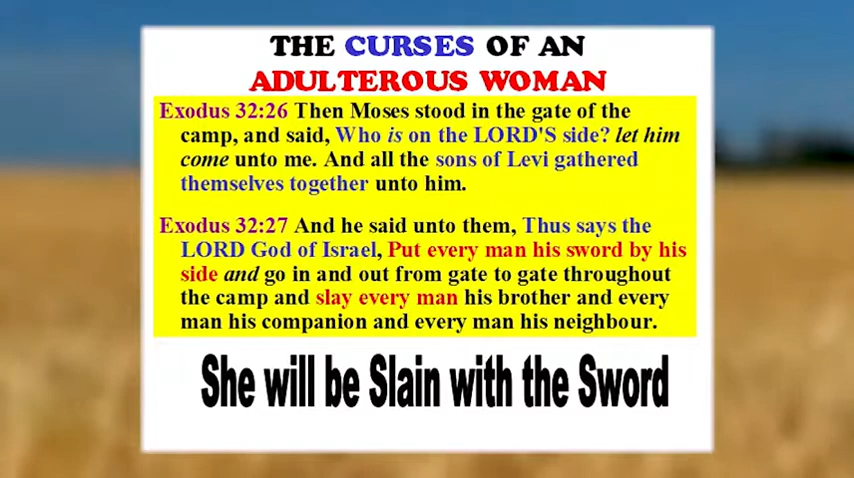 THE CURSES OF AN
ADULTEROUS WOMAN
Exodus 32:26 Then Moses stood in the gate of the
camp, and said, Who is on the LORD'S side? let him
come unto me. And all the sons of Levi gathered
themselves together unto him.
Exodus 32:27 And he said unto them, Thus says the
LORD God of Israel, Put every man his sword by his
side and go in and out from gate to gate throughout
the camp and slay every man his brother and every
man his companion and every man his neighbour.
She will be Slain with the Sword